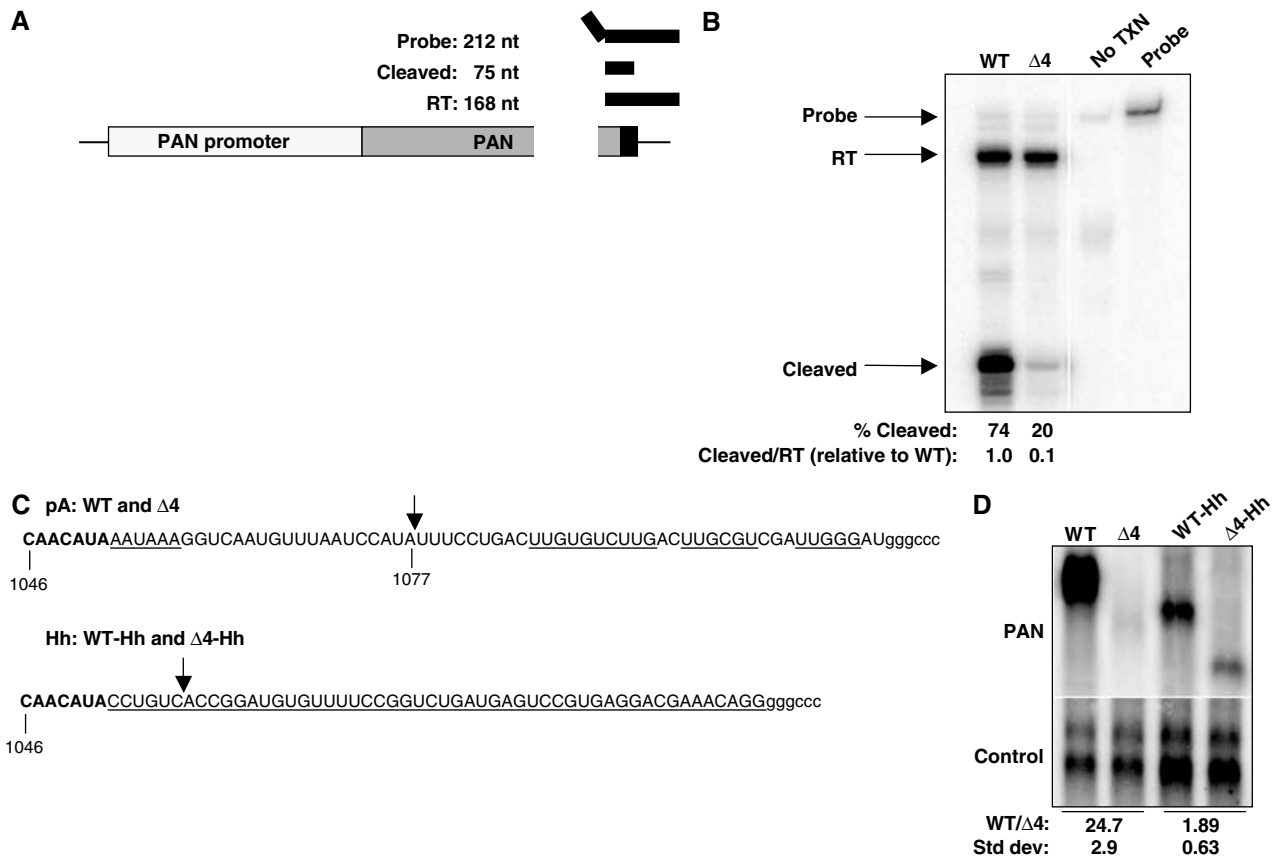 A
Probe: 212 nt
Cleaved: 75 nt
RT: 168 nt
PAN promoter
PAN
B
WT
Δ4
No TXN
Probe
Probe
RT
Cleaved
% Cleaved: 74 20
Cleaved/RT (relative to WT): 1.0 0.1
C
pA: WT and Δ4
CAACAUAAAUAAAGGUCAAUGUUUAAUCCAUAUUUCCUGACUUGUGUCUUGACUUGCGUCGAUUGGGAUgggccc
1046
1077
Hh: WT-Hh and Δ4-Hh
CAACAUACCUGUCACCGGAUGUGUUUUCCGGUCUGAUGAGUCCGUGAGGACGAAACAGGgggccc
1046
D
WT
Δ4
WT-Hh
Δ4-Hh
PAN
Control
WT/Δ4: 24.7 1.89
Std dev: 2.9 0.63